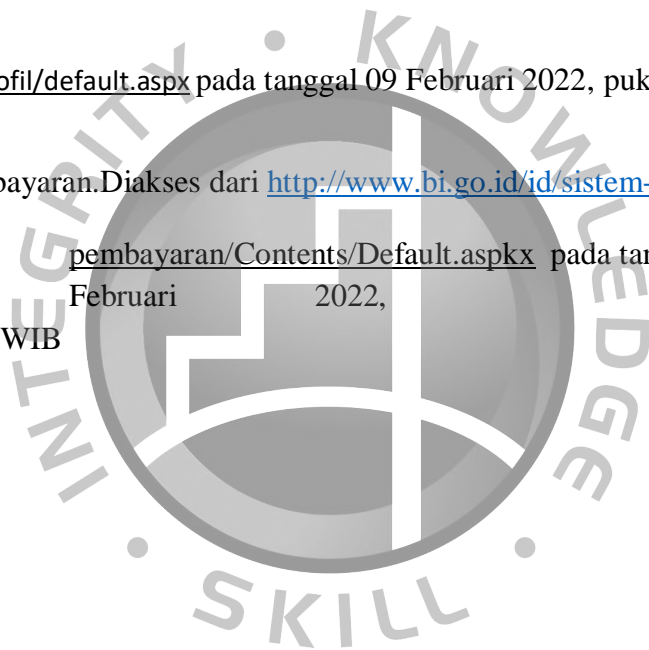 ofil/default.aspx pada tanggal 09 Februari 2022, puk
bayaran.Diakses dari http://www.bi.go.id/id/sistem-
pembayaran/Contents/Default.aspkx pada tan
Februari 2022,
WIB
INTEGRITY • KNOWLEDGE • SKILL